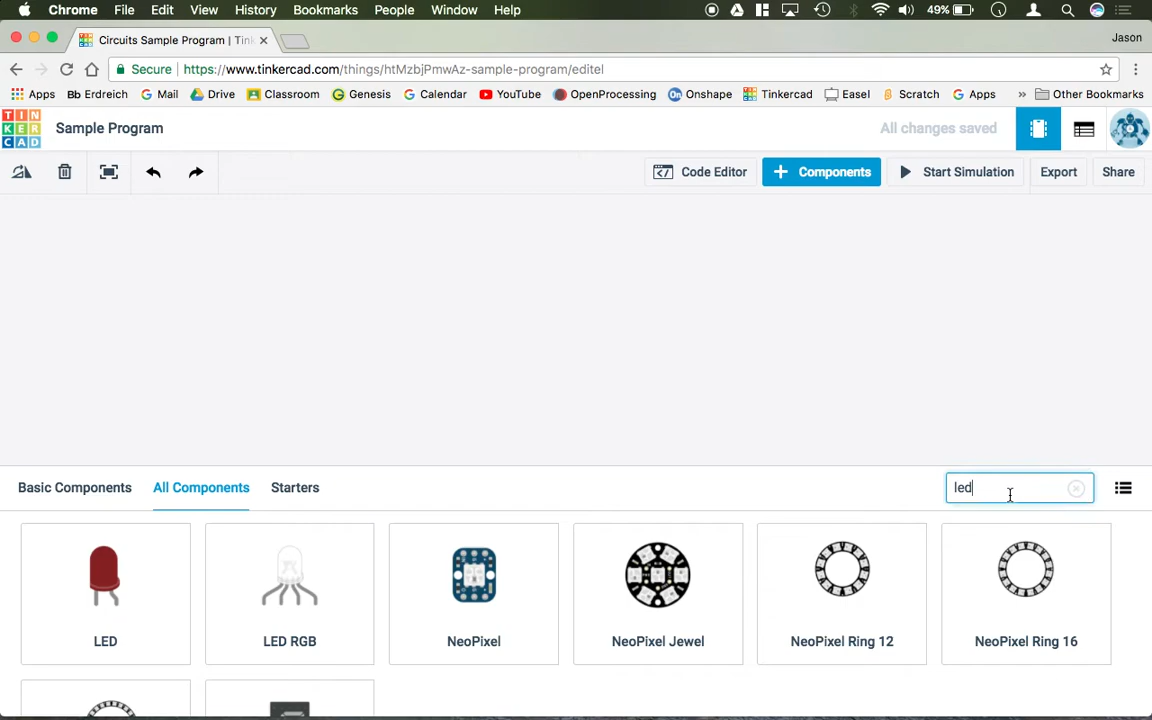 Chrome File Edit View History Bookmarks People Window Help 49%
Circuits Sample Program | Tink Jason
Secure https://www.tinkercad.com/things/htMzbjPmwAz-sample-program/editel
Apps Bb Erdreich Mail Drive Classroom Genesis Calendar YouTube OpenProcessing On Onshape Tinkercad Easel Scratch Apps » Other Bookmarks
TIN
KER
CAD
Sample Program All changes saved
Code Editor + Components Start Simulation Export Share
Basic Components All Components Starters led
LED LED RGB NeoPixel NeoPixel Jewel NeoPixel Ring 12 NeoPixel Ring 16